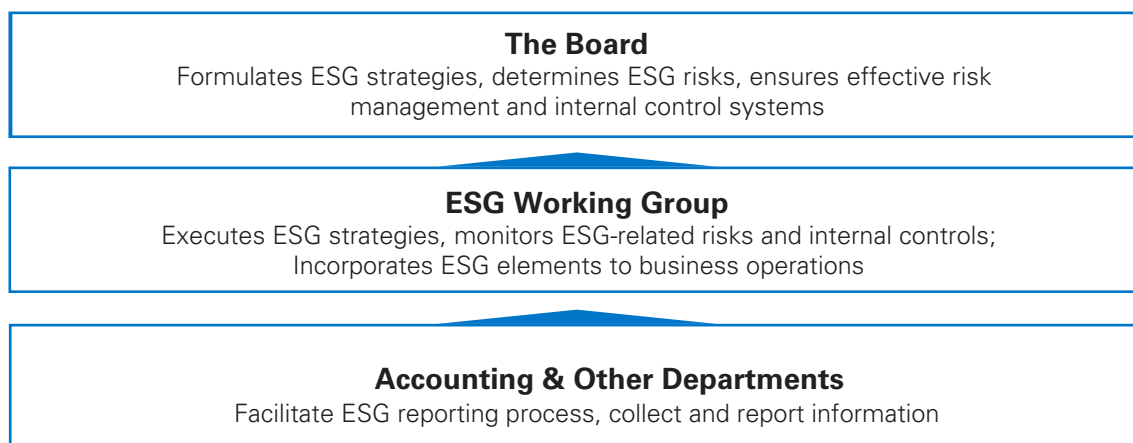 The Board
Formulates ESG strategies, determines ESG risks, ensures effective risk
management and internal control systems
ESG Working Group
Executes ESG strategies, monitors ESG-related risks and internal controls;
Incorporates ESG elements to business operations
Accounting & Other Departments
Facilitate ESG reporting process, collect and report information